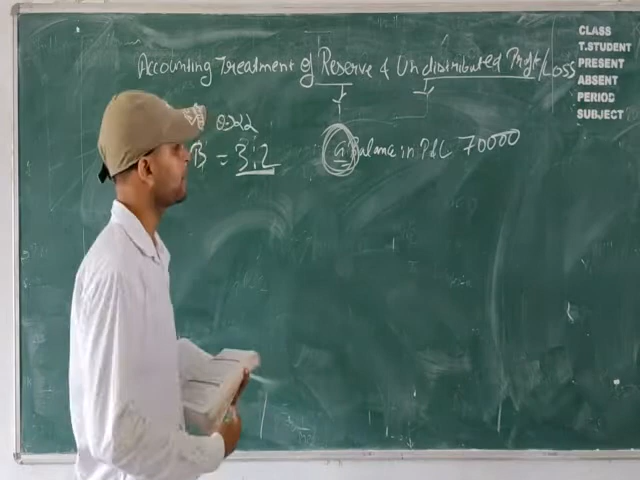 CLASS
T.STUDENT
PRESENT
ABSENT
PERIOD
SUBJECT
Accounting Treatment of Reserve & Undistributed Profit/Loss
B = 3:2
(a) Balance in P&L 70000